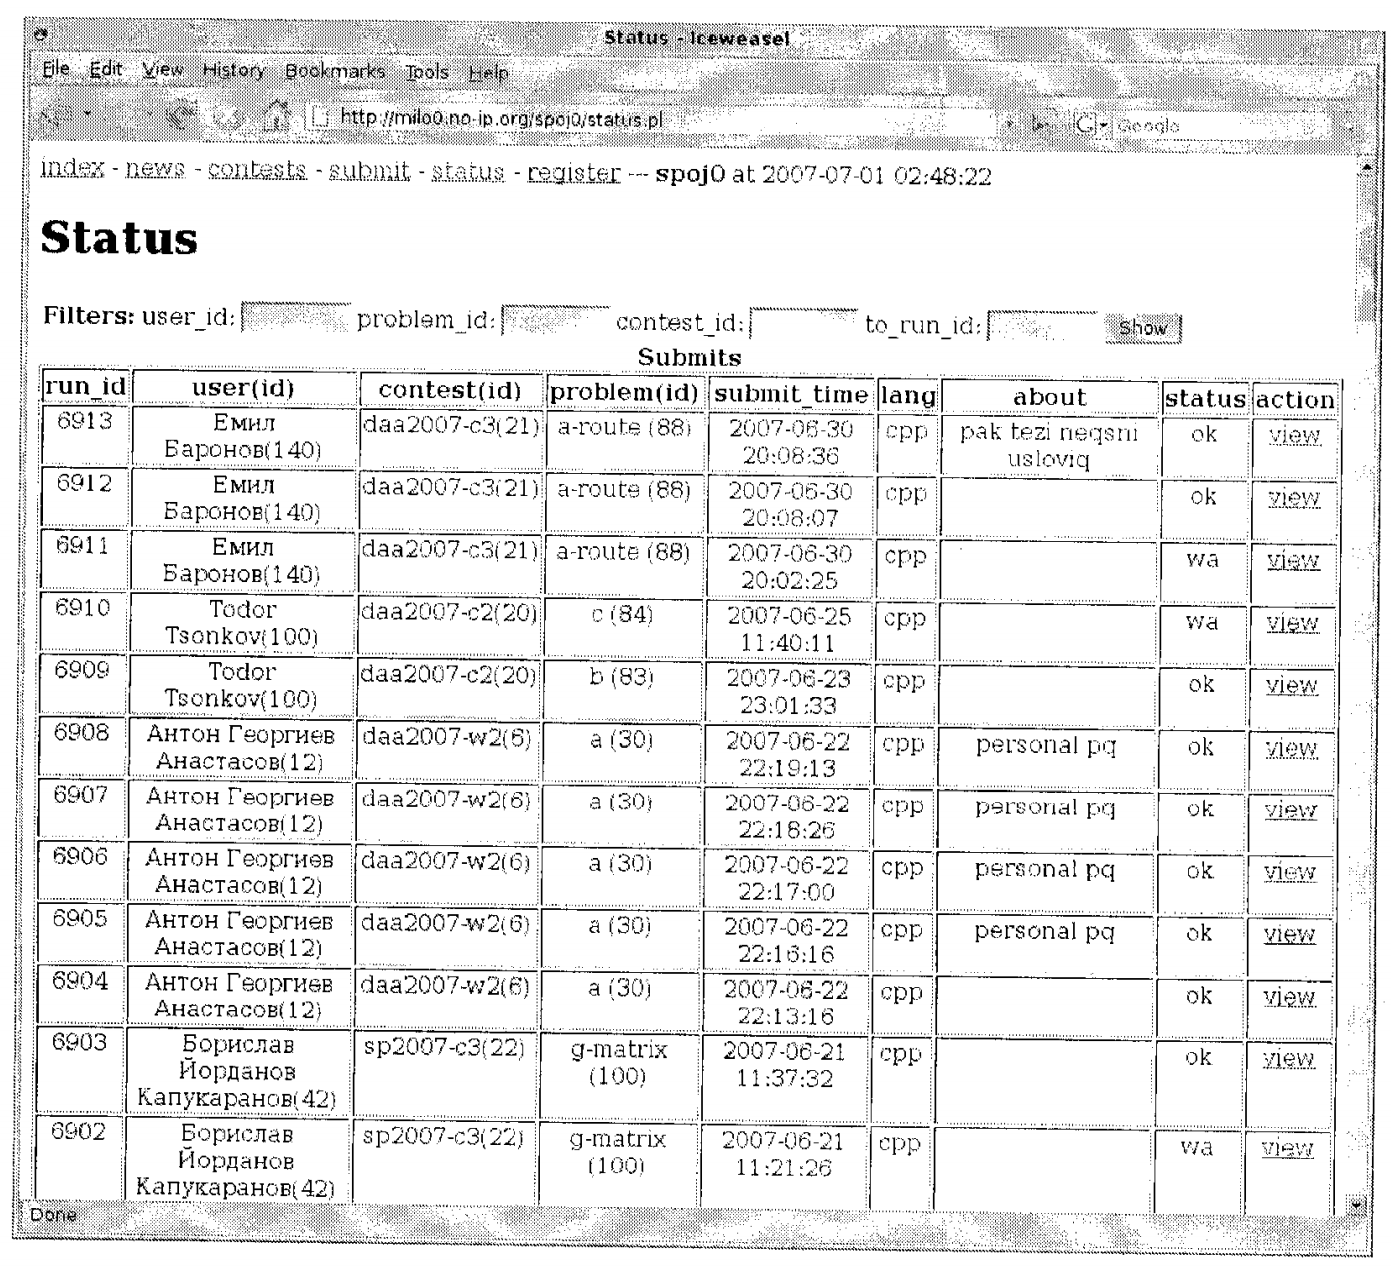 Status - Iceweasel
File Edit View History Bookmarks Tools Help
http://milo0.no-ip.org/spoj0/status.pl G Google
index - news - contests - submit - status - register --- spoj0 at 2007-07-01 02:48:22
Status
Filters: user_id: problem_id: contest_id: to_run_id: Show
Submits
run_id user(id) contest(id) problem(id) submit_time lang about status action
6913 Емил daa2007-c3(21) a-route (88) 2007-06-30 cpp pak tezi neqsni ok view
Баронов(140) 20:08:36 usloviq
6912 Емил daa2007-c3(21) a-route (88) 2007-06-30 cpp ok view
Баронов(140) 20:08:07
6911 Емил daa2007-c3(21) a-route (88) 2007-06-30 cpp wa view
Баронов(140) 20:02:25
6910 Todor daa2007-c2(20) c (84) 2007-06-25 cpp wa view
Tsonkov(100) 11:40:11
6909 Todor daa2007-c2(20) b (83) 2007-06-23 cpp ok view
Tsonkov(100) 23:01:33
6908 Антон Георгиев daa2007-w2(6) a (30) 2007-06-22 cpp personal pq ok view
Анастасов(12) 22:19:13
6907 Антон Георгиев daa2007-w2(6) a (30) 2007-06-22 cpp personal pq ok view
Анастасов(12) 22:18:26
6906 Антон Георгиев daa2007-w2(6) a (30) 2007-06-22 cpp personal pq ok view
Анастасов(12) 22:17:00
6905 Антон Георгиев daa2007-w2(6) a (30) 2007-06-22 cpp personal pq ok view
Анастасов(12) 22:16:16
6904 Антон Георгиев daa2007-w2(6) a (30) 2007-06-22 cpp ok view
Анастасов(12) 22:13:16
6903 Борислав sp2007-c3(22) g-matrix 2007-06-21 cpp ok view
Йорданов (100) 11:37:32
Капукаранов(42)
6902 Борислав sp2007-c3(22) g-matrix 2007-06-21 cpp wa view
Йорданов (100) 11:21:26
Капукаранов(42)
Done